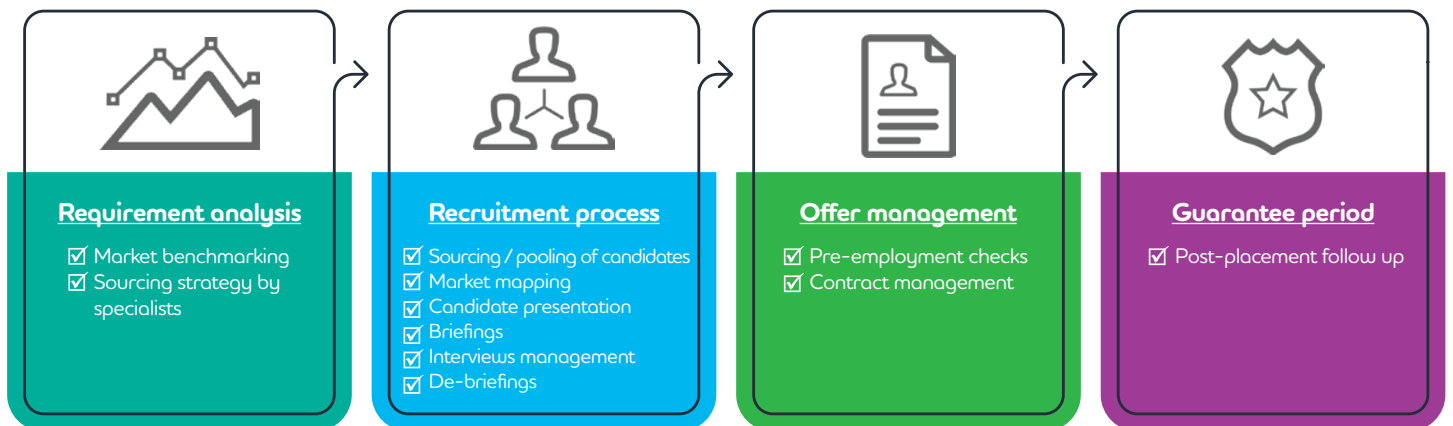 Requirement analysis
Market benchmarking
Sourcing strategy by
specialists
Recruitment process
Sourcing / pooling of candidates
Market mapping
Candidate presentation
Briefings
Interviews management
De-briefings
Offer management
Pre-employment checks
Contract management
Guarantee period
Post-placement follow up